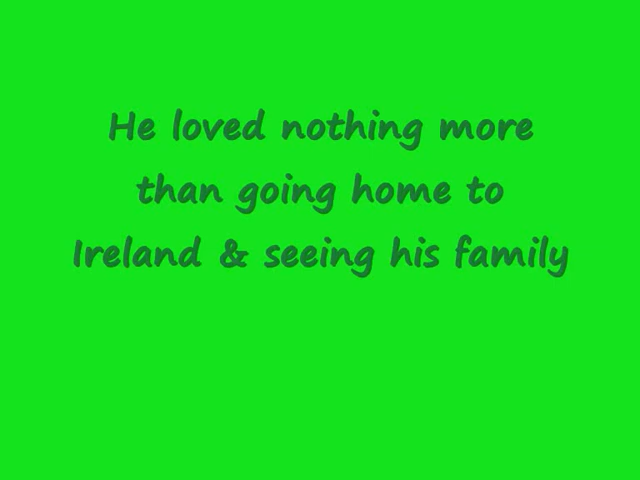 He loved nothing more
than going home to
Ireland & seeing his family